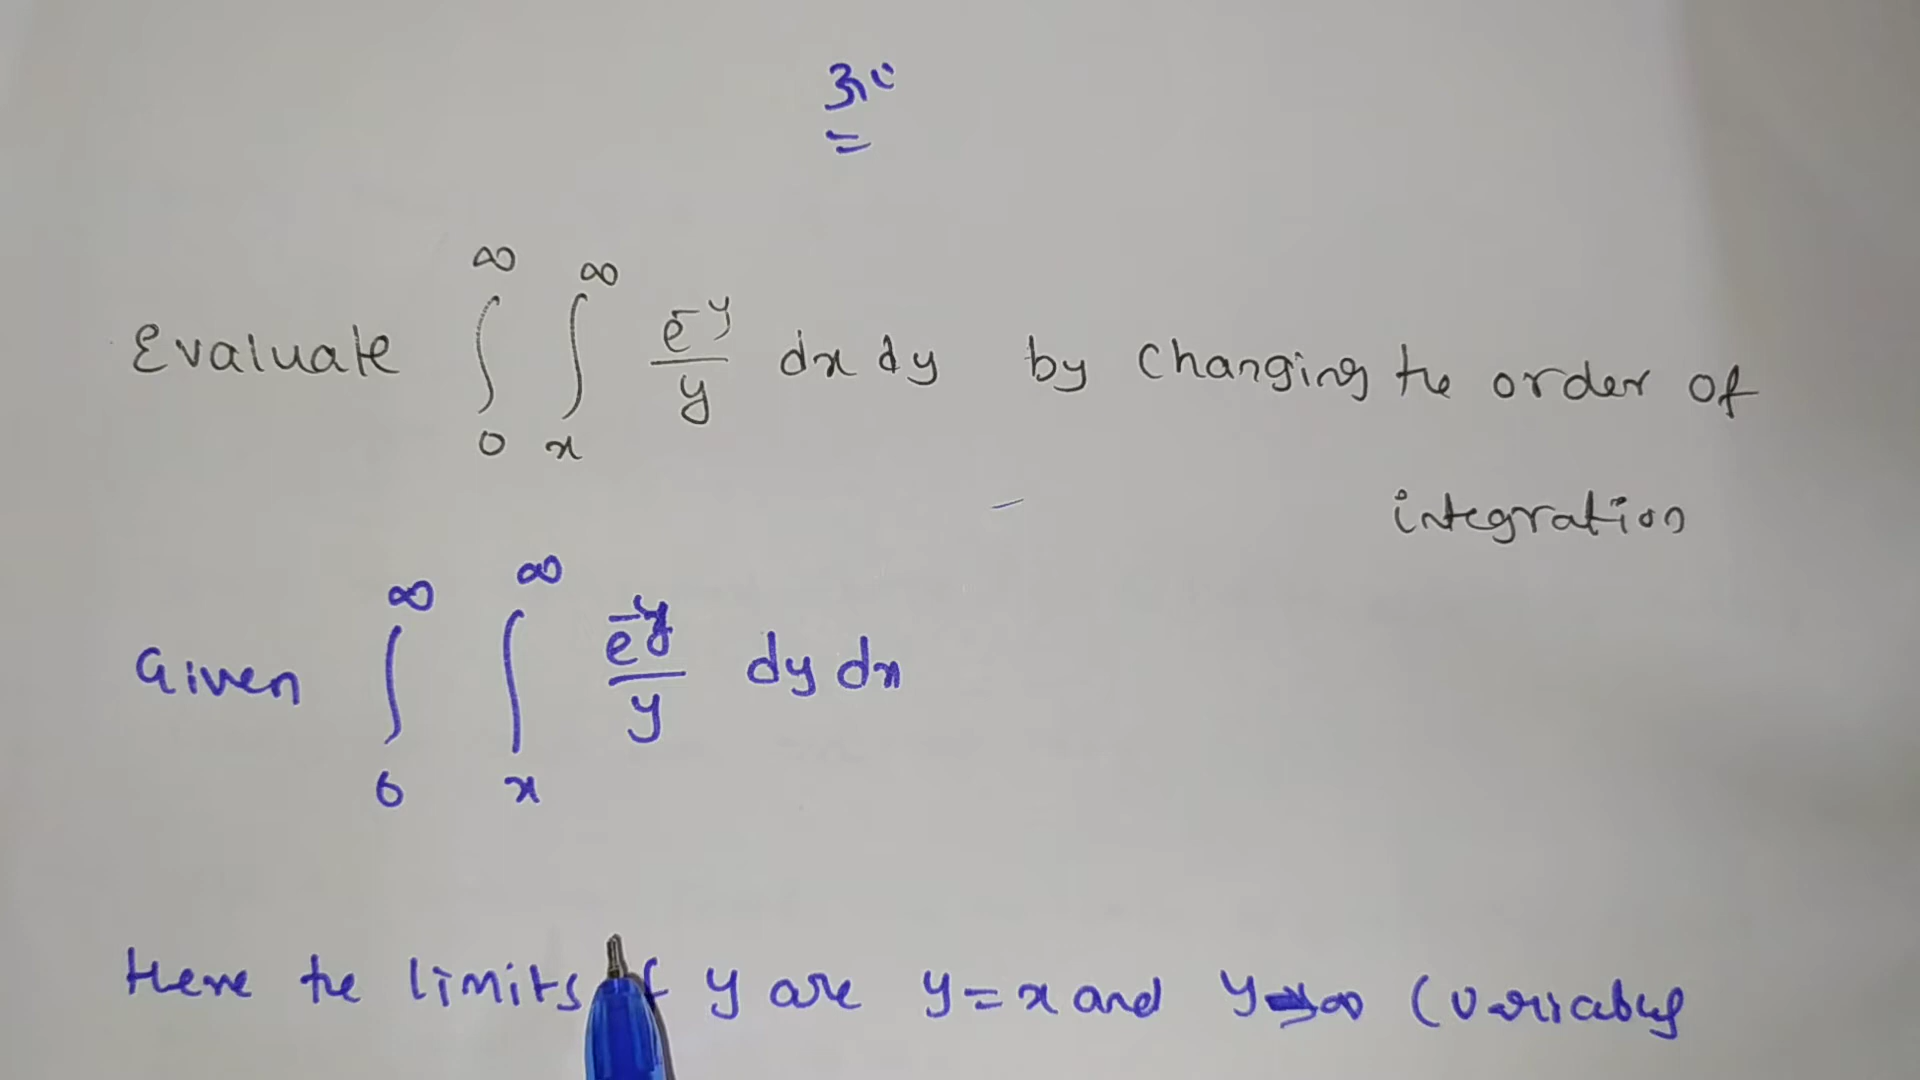 Evaluate ∫₀^∞ ∫ₓ^∞ e^{-y}/y dx dy by changing the order of
integration
Given ∫₀^∞ ∫ₓ^∞ e^{-y}/y dy dx
Here the limits of y are y=x and y→∞ (variables